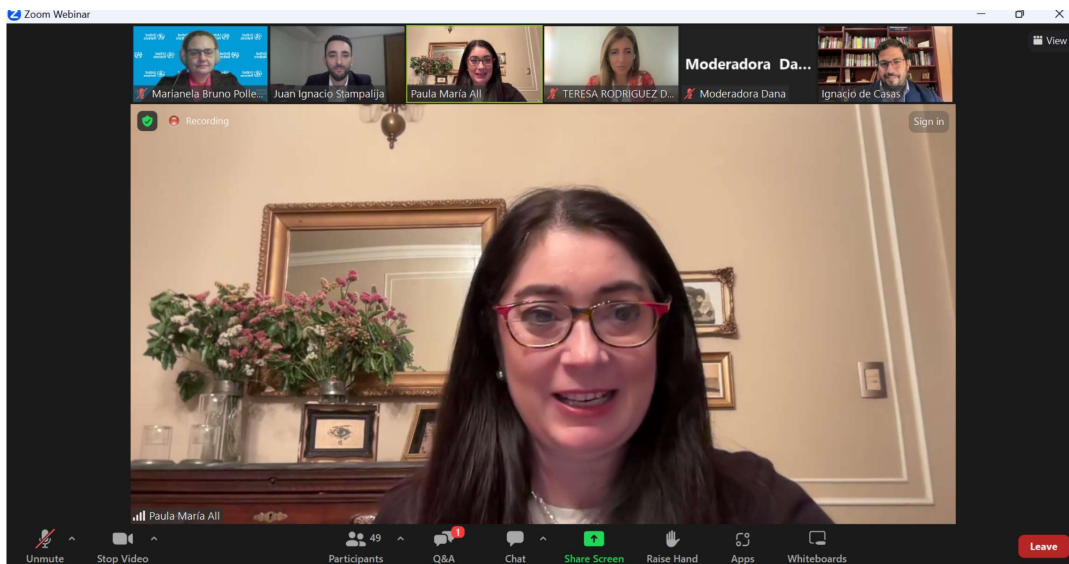 Zoom Webinar
View
Marianela Bruno Polle...
Juan Ignacio Stampalija
Paula María All
TERESA RODRIGUEZ D...
Moderadora Da...
Moderadora Dana
Ignacio de Casas
Recording
Sign in
Paula María All
Unmute
Stop Video
49
Participants
1
Q&A
Chat
Share Screen
Raise Hand
Apps
Whiteboards
Leave